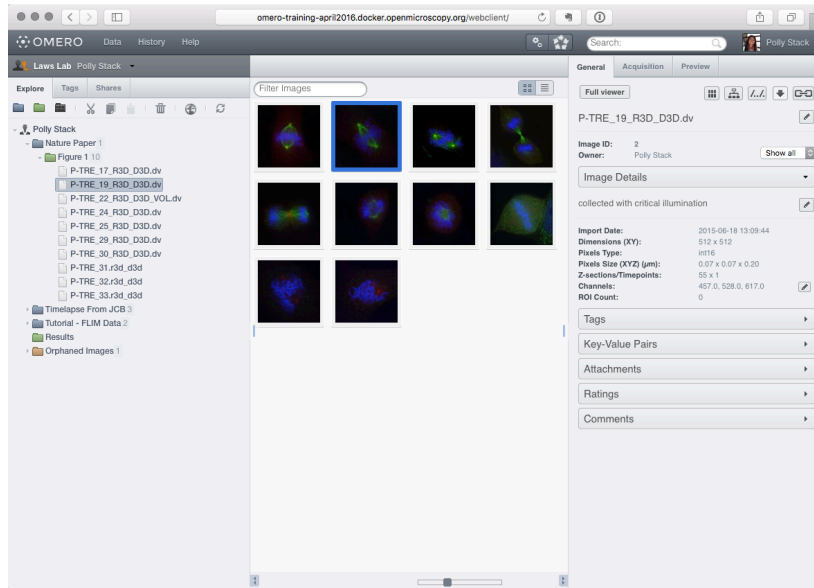 omero-training-april2016.docker.openmicroscopy.org/webclient/
OMERO Data History Help
Search:
Polly Stack
Laws Lab Polly Stack
Explore Tags Shares
Polly Stack
Nature Paper 1
Figure 1 10
P-TRE_17_R3D_D3D.dv
P-TRE_19_R3D_D3D.dv
P-TRE_22_R3D_D3D_VOL.dv
P-TRE_24_R3D_D3D.dv
P-TRE_25_R3D_D3D.dv
P-TRE_29_R3D_D3D.dv
P-TRE_30_R3D_D3D.dv
P-TRE_31.r3d_d3d
P-TRE_32.r3d_d3d
P-TRE_33.r3d_d3d
Timelapse From JCB 3
Tutorial - FLIM Data 2
Results
Orphaned Images 1
Filter Images
General Acquisition Preview
Full viewer
/../
P-TRE_19_R3D_D3D.dv
Image ID: 2
Owner: Polly Stack
Show all
Image Details
collected with critical illumination
Import Date: 2015-06-18 13:09:44
Dimensions (XY): 512 x 512
Pixels Type: int16
Pixels Size (XYZ) (µm): 0.07 x 0.07 x 0.20
Z-sections/Timepoints: 55 x 1
Channels: 457.0, 528.0, 617.0
ROI Count: 0
Tags
Key-Value Pairs
Attachments
Ratings
Comments